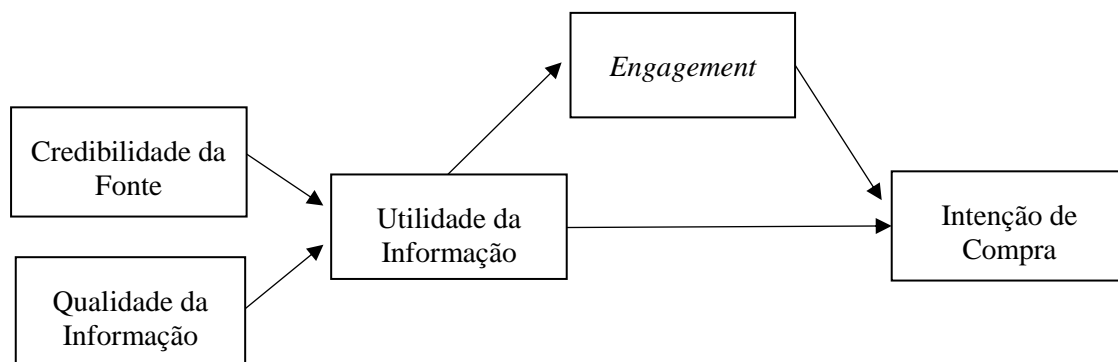 Engagement
Credibilidade da
Fonte
Utilidade da
Informação
Intenção de
Compra
Qualidade da
Informação